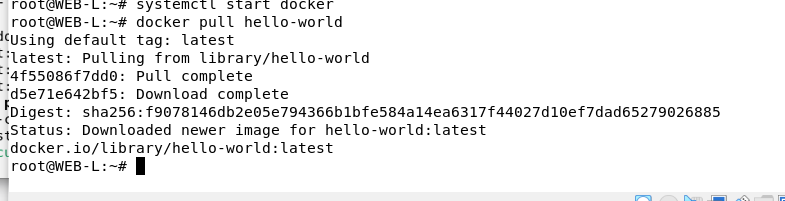 root@WEB-L:~# systemctl start docker
root@WEB-L:~# docker pull hello-world
Using default tag: latest
latest: Pulling from library/hello-world
4f55086f7dd0: Pull complete
d5e71e642bf5: Download complete
Digest: sha256:f9078146db2e05e794366b1bfe584a14ea6317f44027d10ef7dad65279026885
Status: Downloaded newer image for hello-world:latest
docker.io/library/hello-world:latest
root@WEB-L:~#